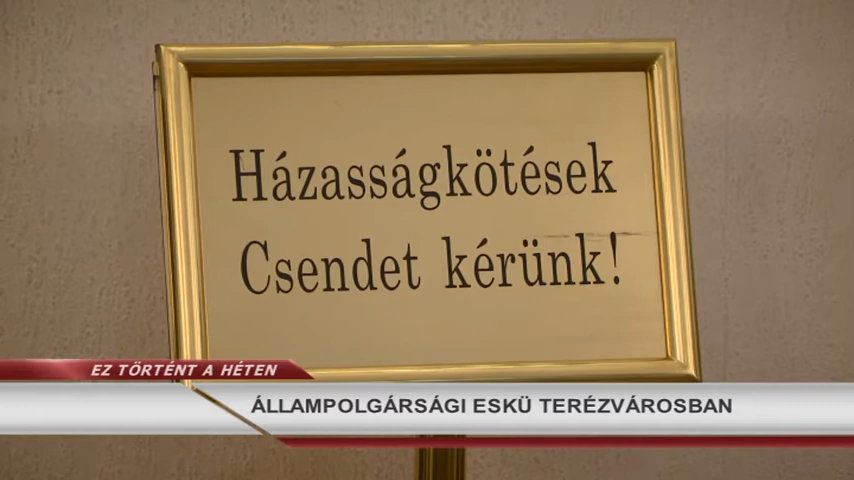 Házasságkötések
Csendet kérünk!
EZ TÖRTÉNT A HÉTEN
ÁLLAMPOLGÁRSÁGI ESKÜ TERÉZVÁROSBAN